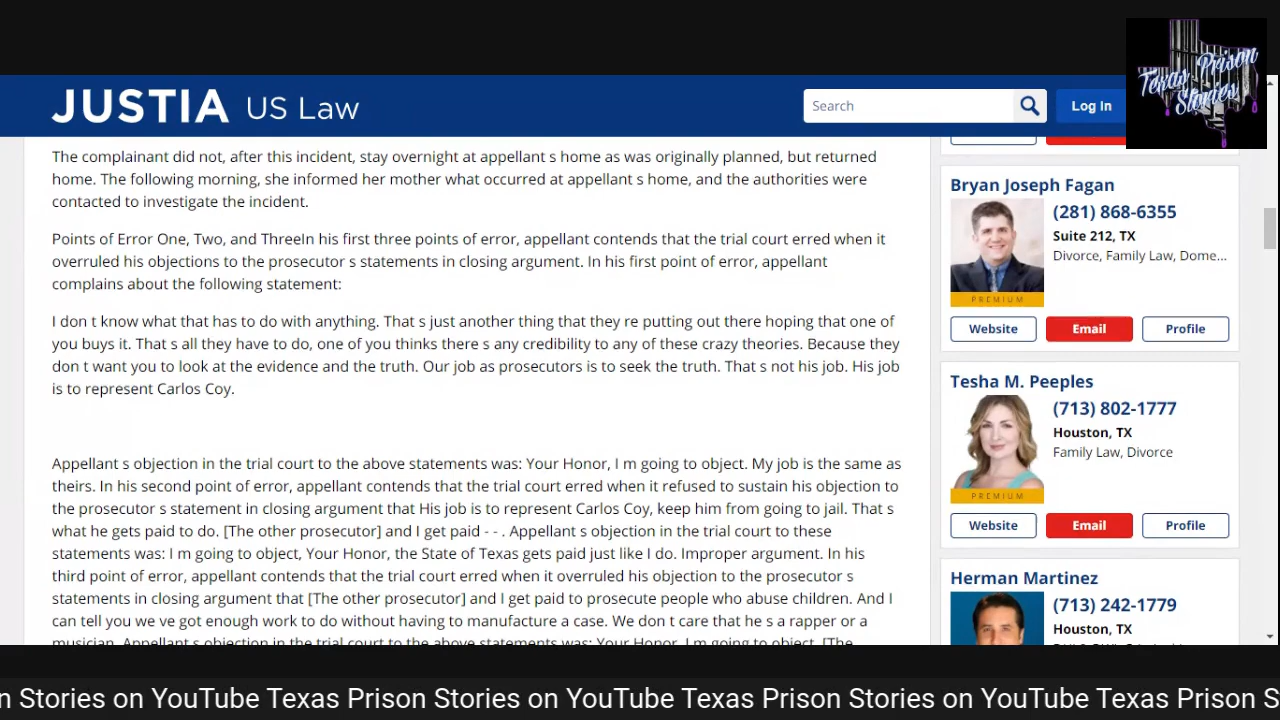 Texas Prison
Stories
JUSTIA US Law
Search
Log In
The complainant did not, after this incident, stay overnight at appellant s home as was originally planned, but returned
home. The following morning, she informed her mother what occurred at appellant s home, and the authorities were
contacted to investigate the incident.
Points of Error One, Two, and ThreeIn his first three points of error, appellant contends that the trial court erred when it
overruled his objections to the prosecutor s statements in closing argument. In his first point of error, appellant
complains about the following statement:
I don t know what that has to do with anything. That s just another thing that they re putting out there hoping that one of
you buys it. That s all they have to do, one of you thinks there s any credibility to any of these crazy theories. Because they
don t want you to look at the evidence and the truth. Our job as prosecutors is to seek the truth. That s not his job. His job
is to represent Carlos Coy.
Appellant s objection in the trial court to the above statements was: Your Honor, I m going to object. My job is the same as
theirs. In his second point of error, appellant contends that the trial court erred when it refused to sustain his objection to
the prosecutor s statement in closing argument that His job is to represent Carlos Coy, keep him from going to jail. That s
what he gets paid to do. [The other prosecutor] and I get paid - - . Appellant s objection in the trial court to these
statements was: I m going to object, Your Honor, the State of Texas gets paid just like I do. Improper argument. In his
third point of error, appellant contends that the trial court erred when it overruled his objection to the prosecutor s
statements in closing argument that [The other prosecutor] and I get paid to prosecute people who abuse children. And I
can tell you we ve got enough work to do without having to manufacture a case. We don t care that he s a rapper or a
musician. Appellant s objection in the trial court to the above statements was: Your Honor, I m going to object. [The
Bryan Joseph Fagan
(281) 868-6355
Suite 212, TX
Divorce, Family Law, Dome...
PREMIUM
Website Email Profile
Tesha M. Peeples
(713) 802-1777
Houston, TX
Family Law, Divorce
PREMIUM
Website Email Profile
Herman Martinez
(713) 242-1779
Houston, TX
n Stories on YouTube Texas Prison Stories on YouTube Texas Prison Stories on YouTube Texas Prison S